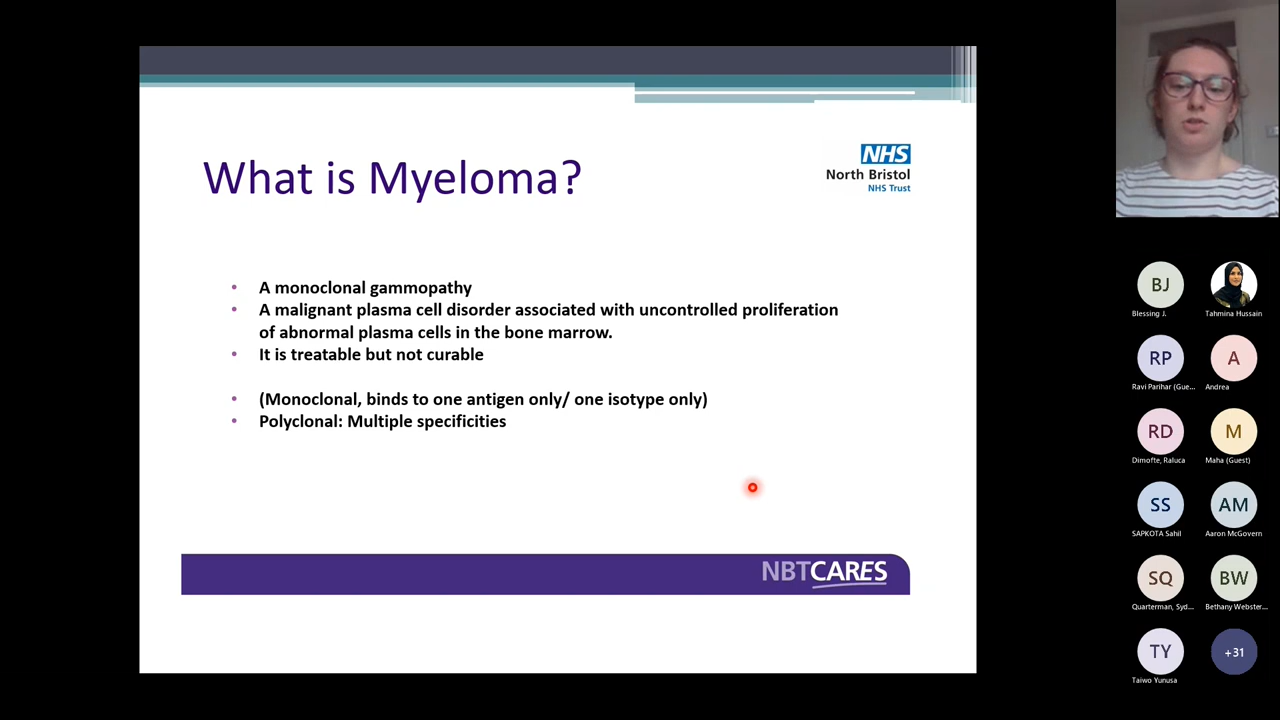 What is Myeloma?
NHS
North Bristol
NHS Trust
• A monoclonal gammopathy
• A malignant plasma cell disorder associated with uncontrolled proliferation
of abnormal plasma cells in the bone marrow.
• It is treatable but not curable
• (Monoclonal, binds to one antigen only/ one isotype only)
• Polyclonal: Multiple specificities
NBTCARES
BJ
Blessing J.
Tahmina Hussain
RP
Ravi Parihar (Gue...
A
Andrea
RD
Dimofte, Raluca
M
Maha (Guest)
SS
SAPKOTA Sahil
AM
Aaron McGovern
SQ
Quarterman, Syd...
BW
Bethany Webster...
TY
Taiwo Yunusa
+31